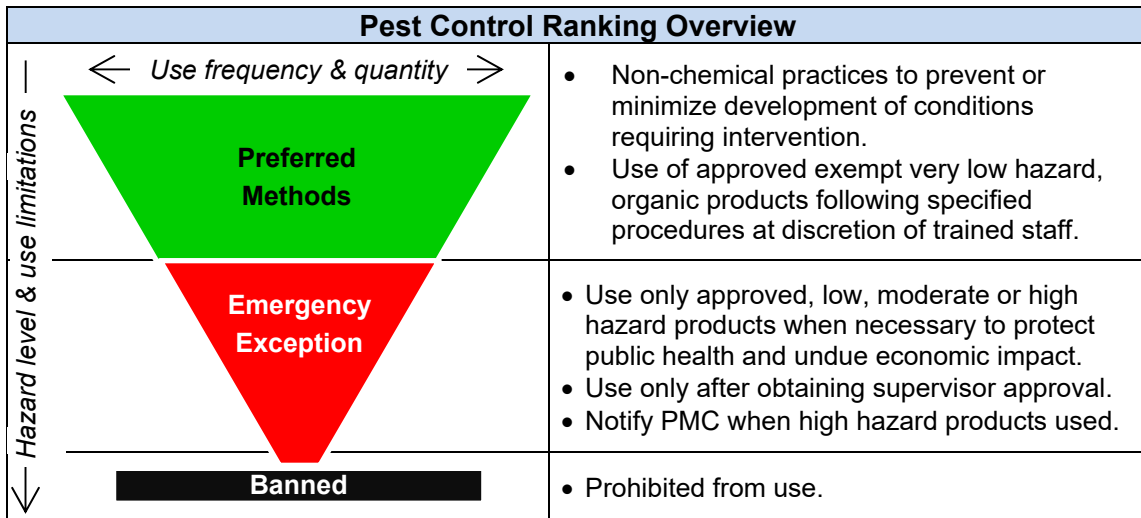 Pest Control Ranking Overview
Hazard level & use limitations
Use frequency & quantity
Preferred
Methods
• Non-chemical practices to prevent or
minimize development of conditions
requiring intervention.
• Use of approved exempt very low hazard,
organic products following specified
procedures at discretion of trained staff.
Emergency
Exception
• Use only approved, low, moderate or high
hazard products when necessary to protect
public health and undue economic impact.
• Use only after obtaining supervisor approval.
• Notify PMC when high hazard products used.
Banned
• Prohibited from use.